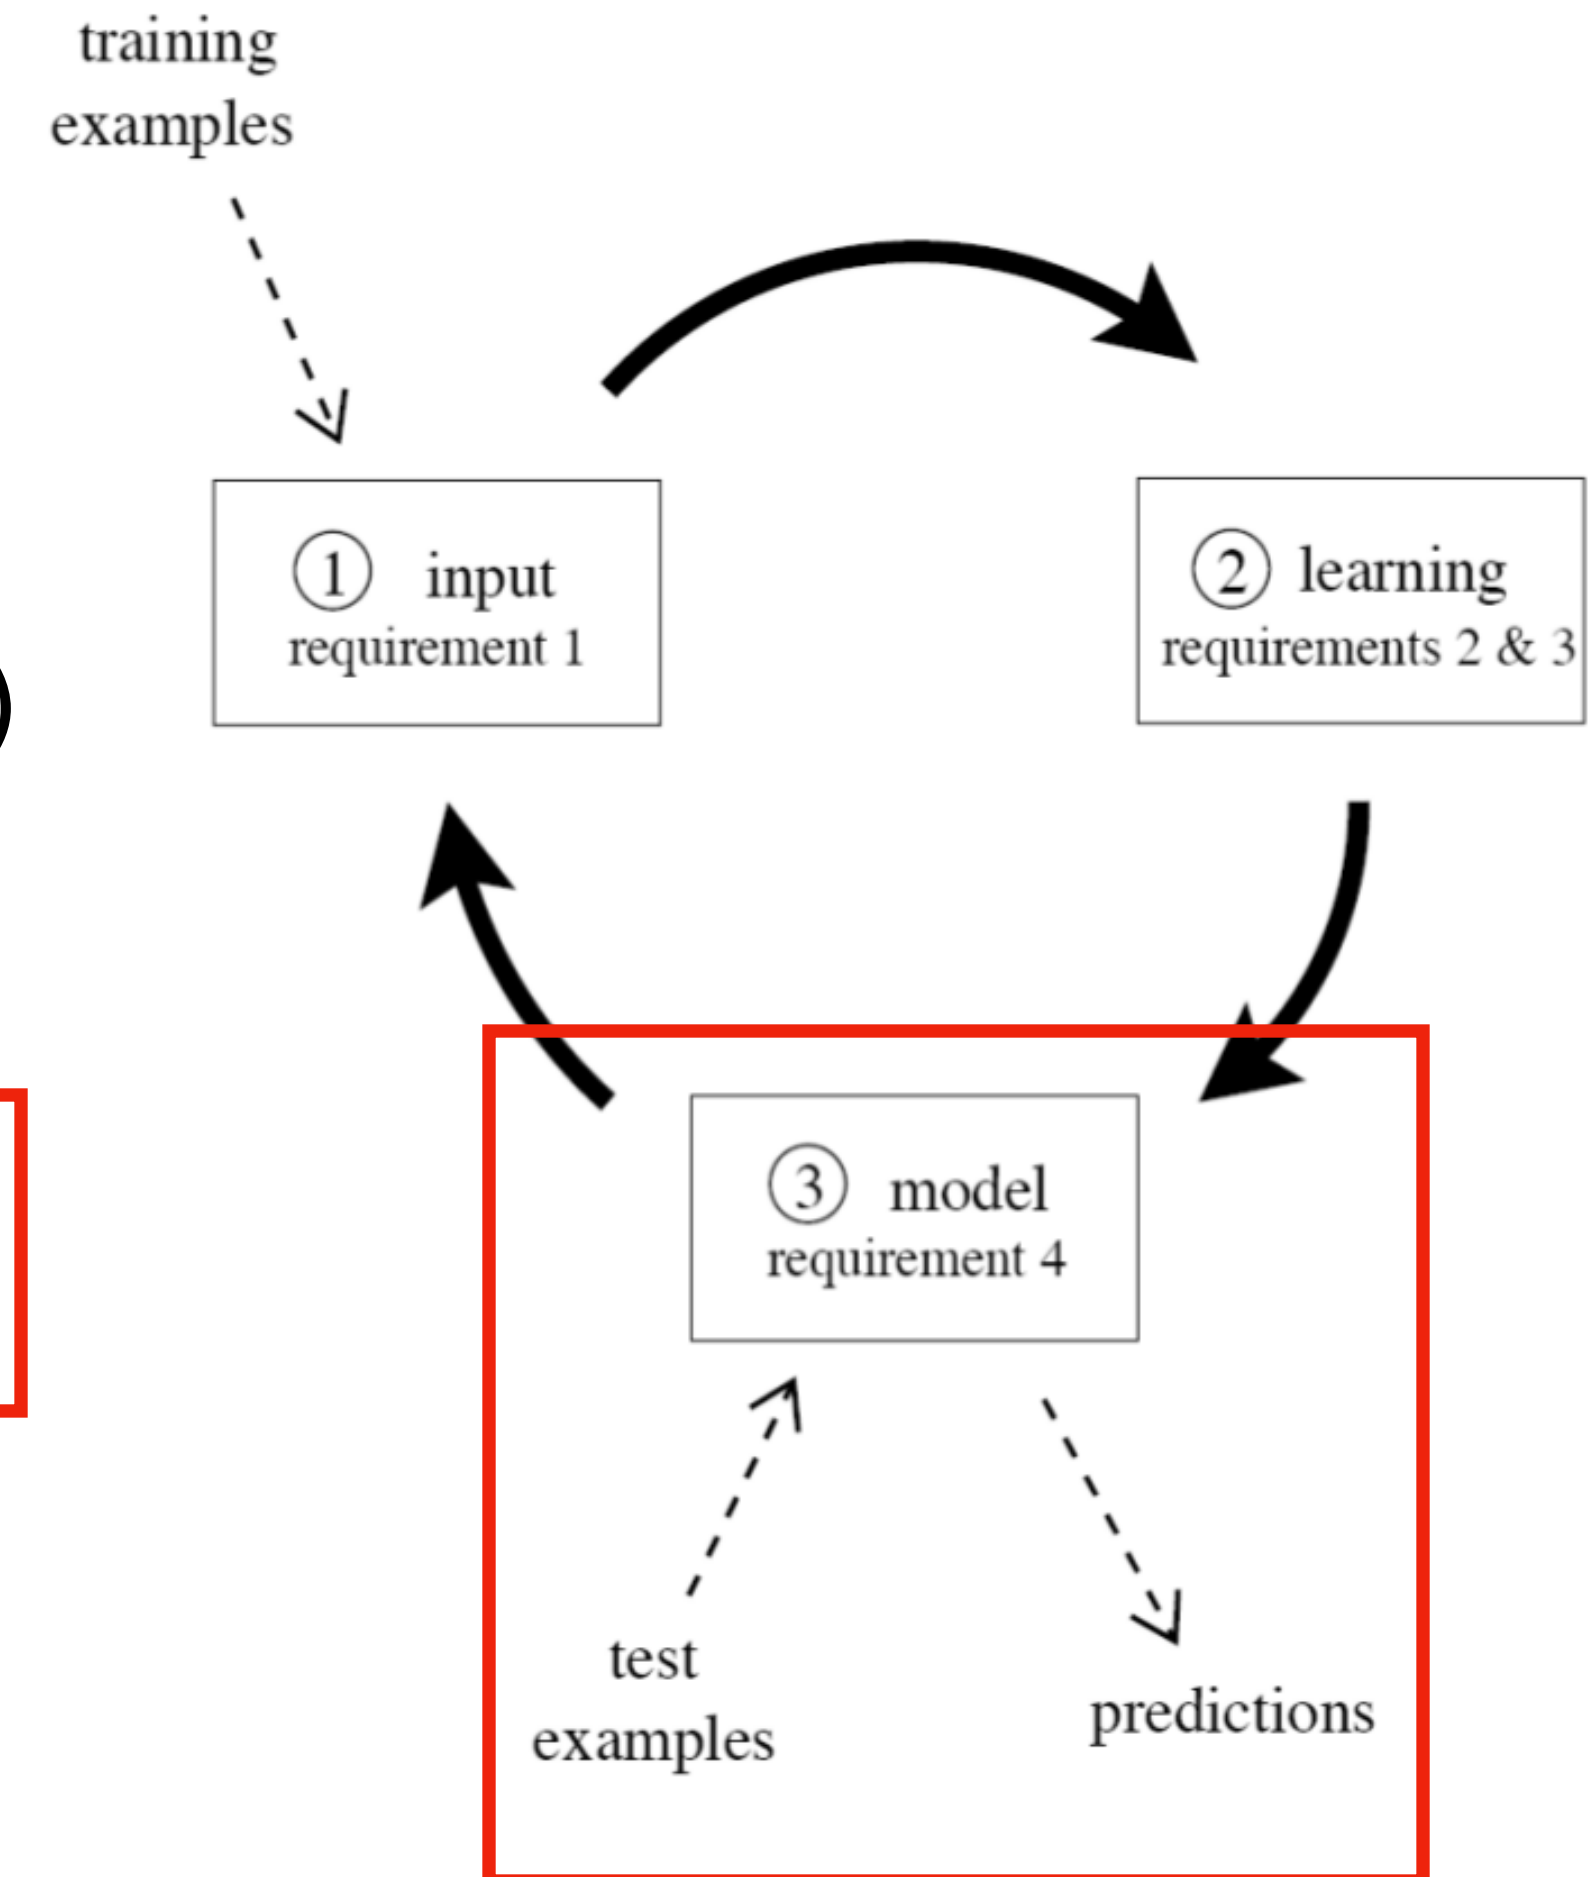 training
examples
① input
requirement 1
② learning
requirements 2 & 3
③ model
requirement 4
test
examples
predictions